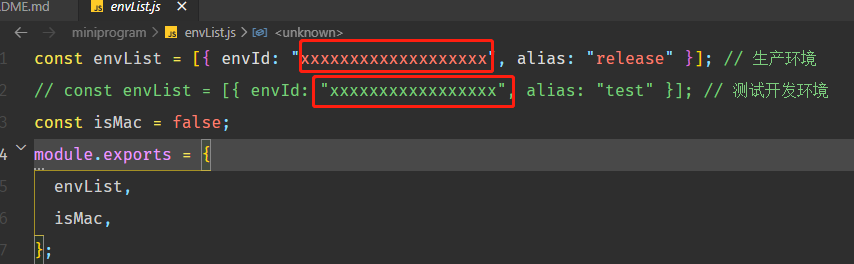 DME.md JS envList.js ×
miniprogram > JS envList.js > <unknown>
1 const envList = [{ envId: "xxxxxxxxxxxxxxxxxxx", alias: "release" }]; // 生产环境
2 // const envList = [{ envId: "xxxxxxxxxxxxxxxxx", alias: "test" }]; // 测试开发环境
3 const isMac = false;
4 module.exports = {
5 envList,
6 isMac,
7 };